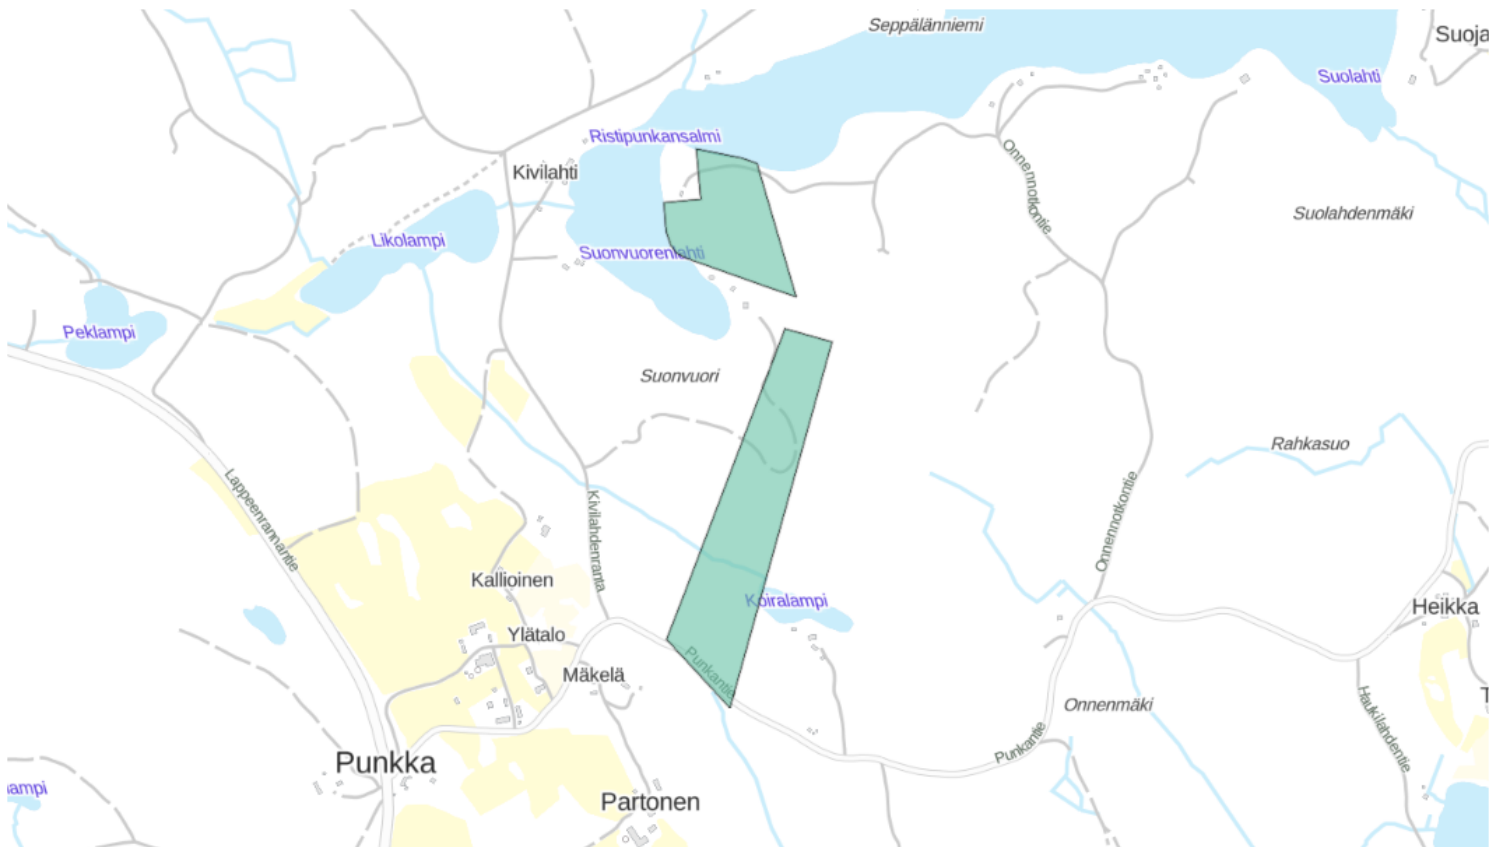 Seppälänniemi
Suoja
Suolahti
Ristipunkansalmi
Kivilahti
Onnennotkontie
Suolahdenmäki
Likolampi
Suonvuorenlahti
Peklampi
Suonvuori
Rahkasuo
Lappeenrannantie
Kivilahdenranta
Onnennotkontie
Kallioinen
Koiralampi
Heikka
Ylätalo
Punkantie
Mäkelä
Onnenmäki
Haukilahdentie
T
Punkka
Punkantie
ampi
Partonen